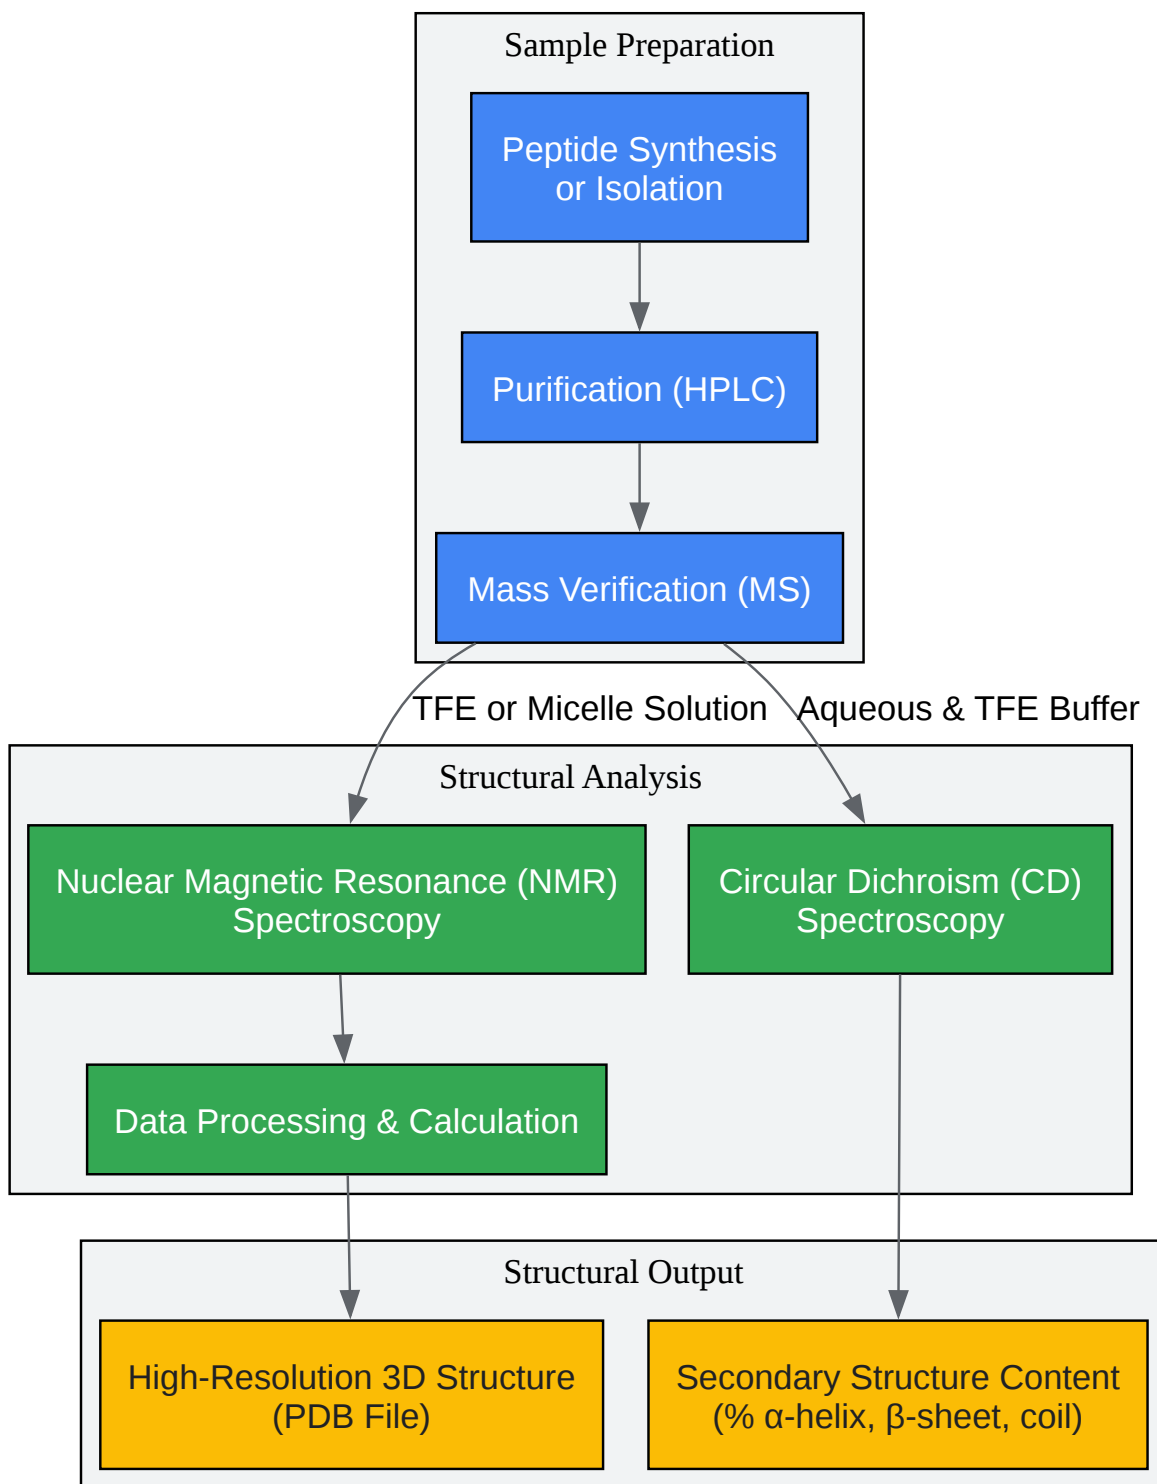 Sample Preparation
Peptide Synthesis
or Isolation
Purification (HPLC)
Mass Verification (MS)
TFE or Micelle Solution
Aqueous & TFE Buffer
Structural Analysis
Nuclear Magnetic Resonance (NMR)
Spectroscopy
Circular Dichroism (CD)
Spectroscopy
Data Processing & Calculation
Structural Output
High-Resolution 3D Structure
(PDB File)
Secondary Structure Content
(% α-helix, β-sheet, coil)